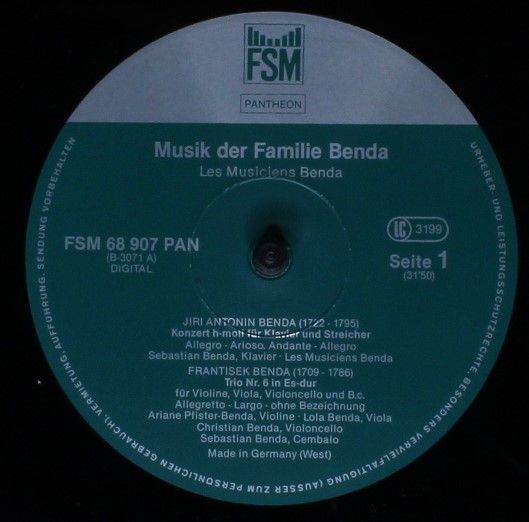 FSM
PANTHEON
Musik der Familie Benda
Les Musiciens Benda
FSM 68 907 PAN
(B-3071 A)
DIGITAL
LC 3199
Seite 1
(31'50)
JIRI ANTONIN BENDA (1722 - 1795)
Konzert h-moll für Klavier und Streicher
Allegro - Arioso, Andante - Allegro
Sebastian Benda, Klavier · Les Musiciens Benda
FRANTISEK BENDA (1709 - 1786)
Trio Nr. 6 in Es-dur
für Violine, Viola, Violoncello und B.c.
Allegretto - Largo - ohne Bezeichnung
Ariane Pfister-Benda, Violine · Lola Benda, Viola
Christian Benda, Violoncello
Sebastian Benda, Cembalo
Made in Germany (West)
URHEBER- UND LEISTUNGSSCHUTZRECHTE, BESONDERS VERVIELFÄLTIGUNG (AUSSER ZUM PERSÖNLICHEN GEBRAUCH), VERMIETUNG, AUFFÜHRUNG, SENDUNG VORBEHALTEN